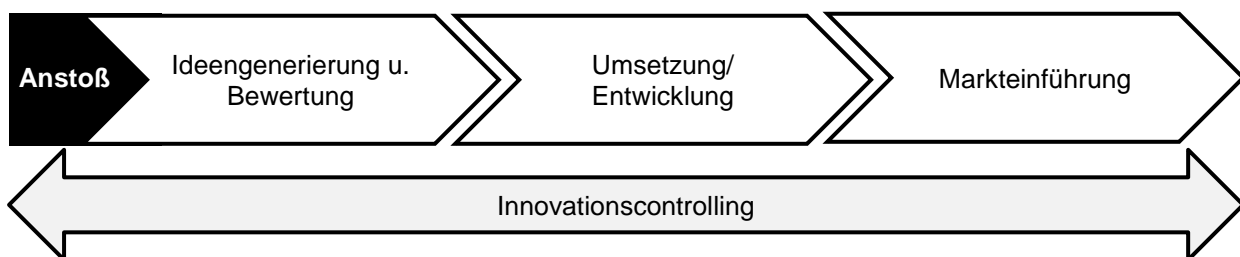 Anstoß
Ideengenerierung u.
Bewertung
Umsetzung/
Entwicklung
Markteinführung
Innovationscontrolling